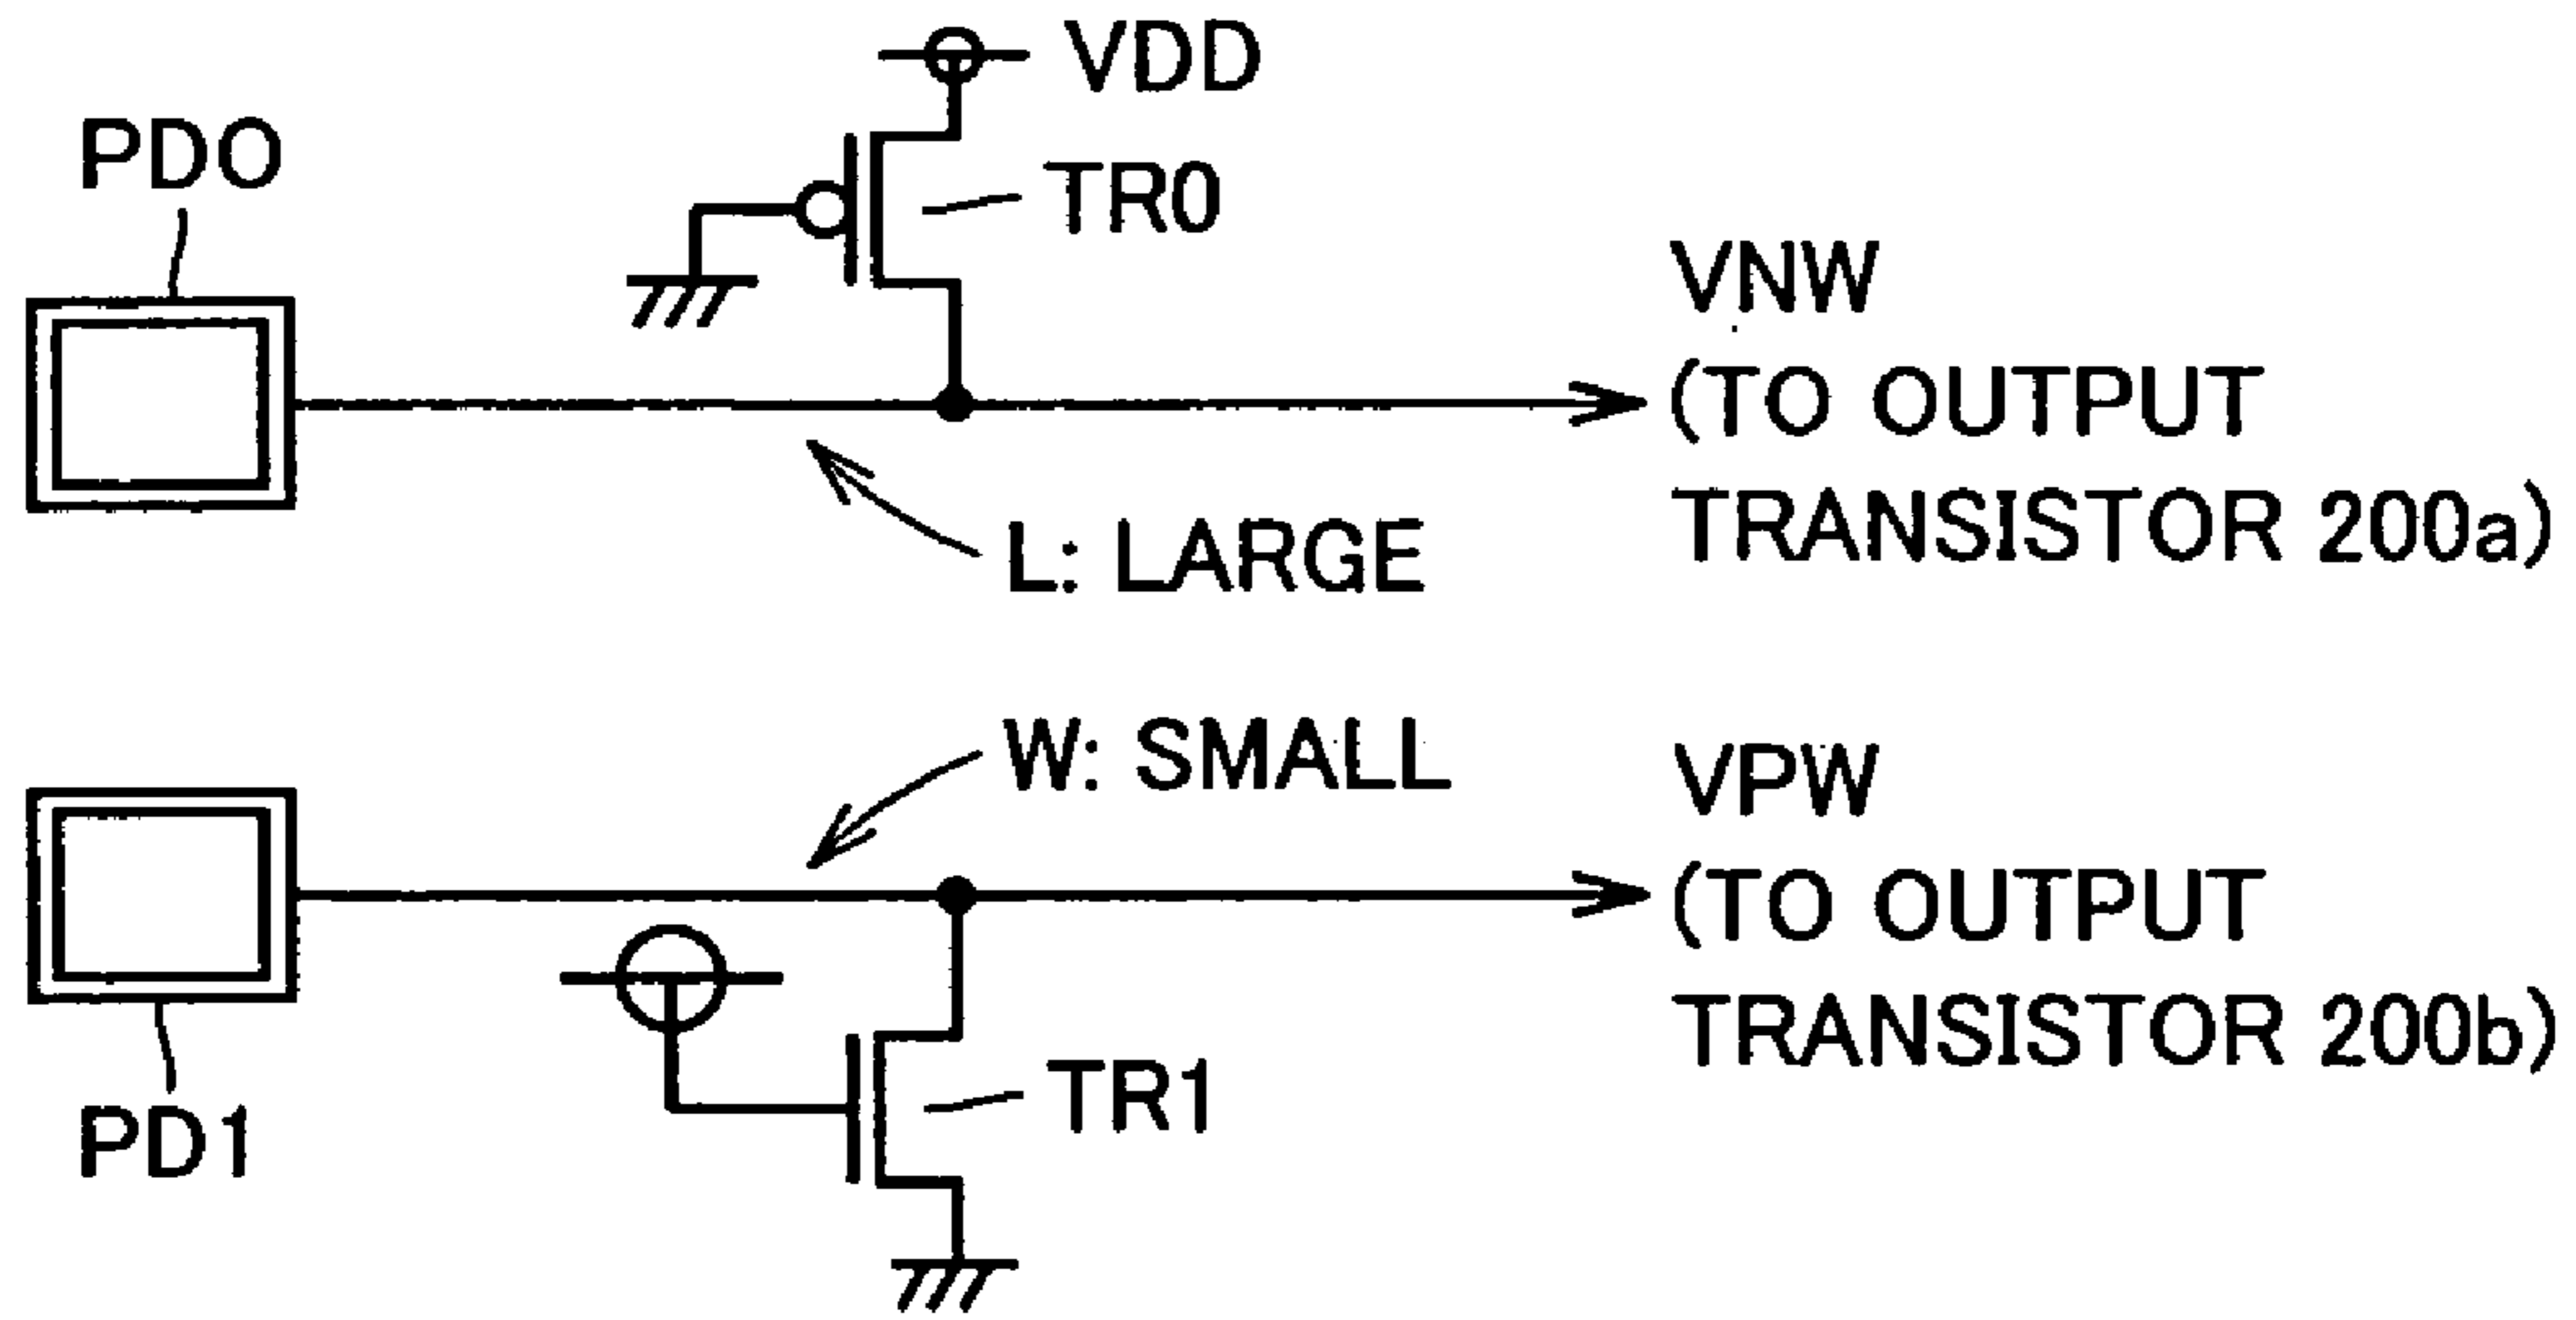 VDD
PD0
TR0
VNW
(TO OUTPUT
TRANSISTOR 200a)
L: LARGE
W: SMALL
VPW
(TO OUTPUT
TRANSISTOR 200b)
TR1
PD1